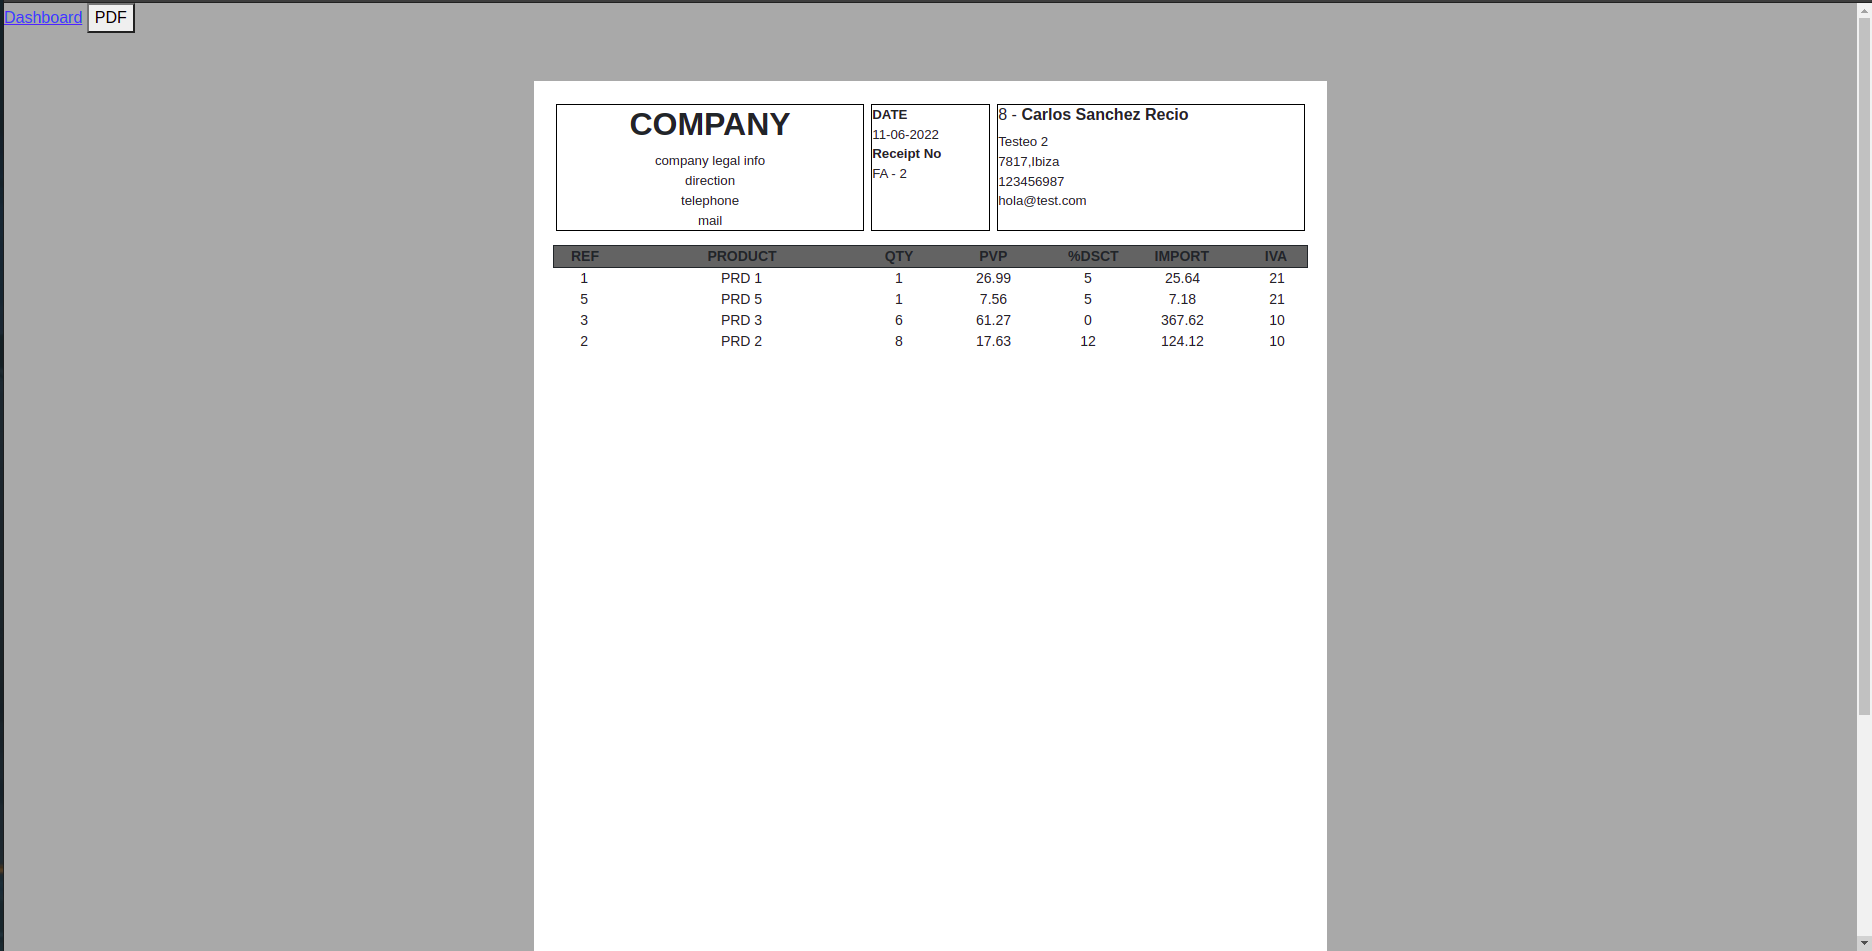 Dashboard PDF
COMPANY
company legal info
direction
telephone
mail
DATE
11-06-2022
Receipt No
FA - 2
8 - Carlos Sanchez Recio
Testeo 2
7817,Ibiza
123456987
hola@test.com
REF PRODUCT QTY PVP %DSCT IMPORT IVA
1 PRD 1 1 26.99 5 25.64 21
5 PRD 5 1 7.56 5 7.18 21
3 PRD 3 6 61.27 0 367.62 10
2 PRD 2 8 17.63 12 124.12 10